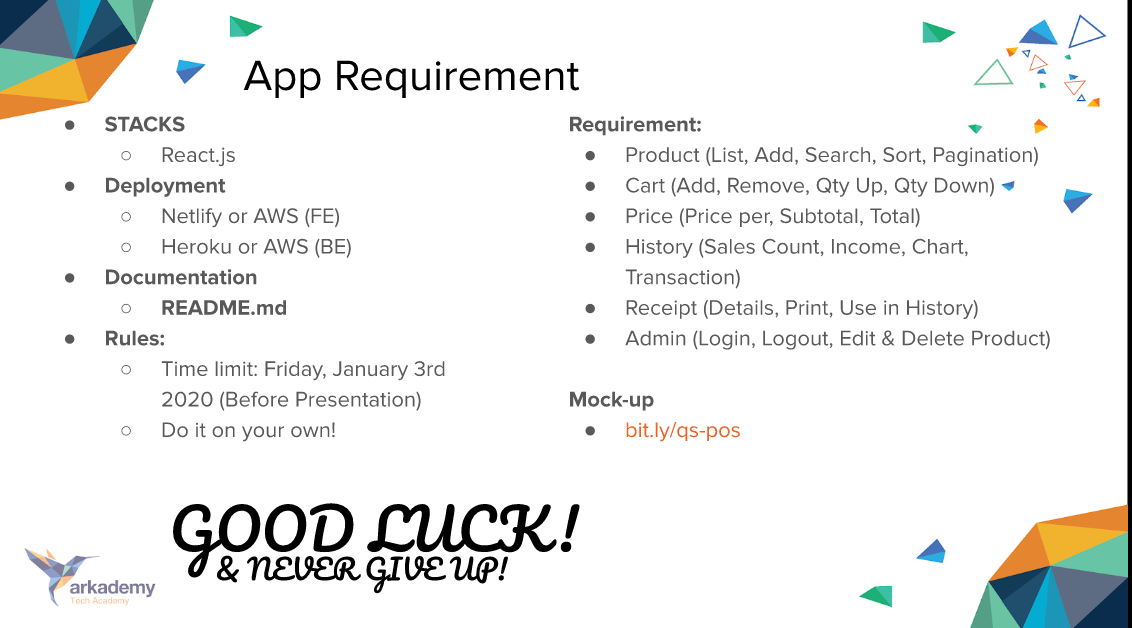 App Requirement
● STACKS
○ React.js
● Deployment
○ Netlify or AWS (FE)
○ Heroku or AWS (BE)
● Documentation
○ README.md
● Rules:
○ Time limit: Friday, January 3rd
2020 (Before Presentation)
○ Do it on your own!
Requirement:
● Product (List, Add, Search, Sort, Pagination)
● Cart (Add, Remove, Qty Up, Qty Down)
● Price (Price per, Subtotal, Total)
● History (Sales Count, Income, Chart,
Transaction)
● Receipt (Details, Print, Use in History)
● Admin (Login, Logout, Edit & Delete Product)
Mock-up
● bit.ly/qs-pos
GOOD LUCK!
& NEVER GIVE UP!
arkademy
Tech Academy